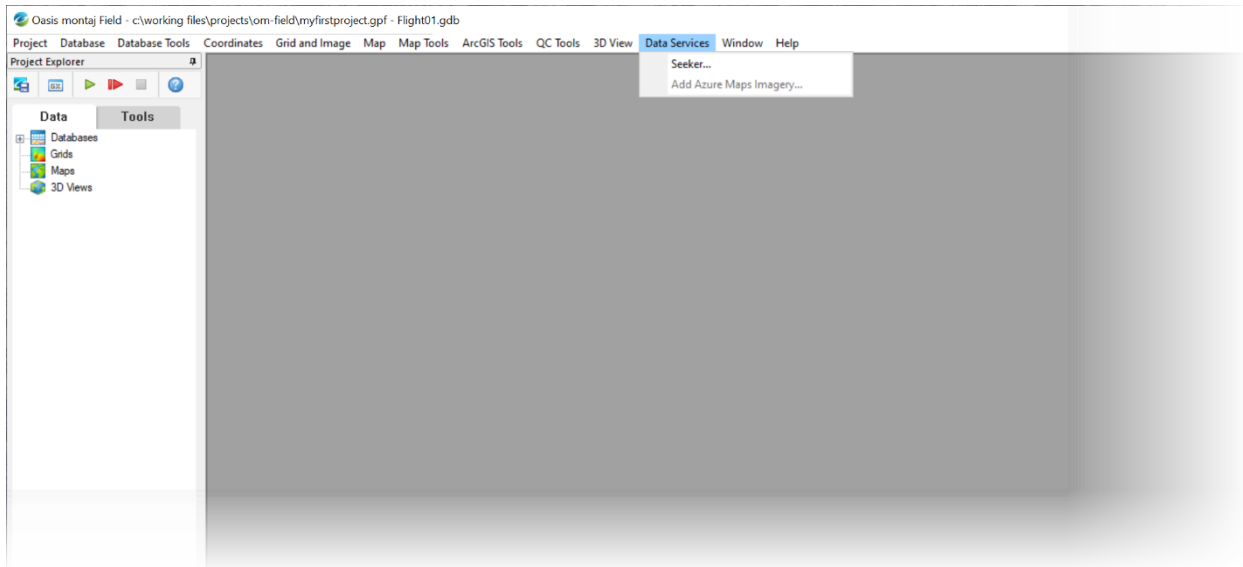 Oasis montaj Field - c:\working files\projects\om-field\myfirstproject.gpf - Flight01.gdb
Project Database Database Tools Coordinates Grid and Image Map Map Tools ArcGIS Tools QC Tools 3D View Data Services Window Help
Project Explorer
Seeker...
GX
Add Azure Maps Imagery...
Data Tools
Databases
Grids
Maps
3D Views